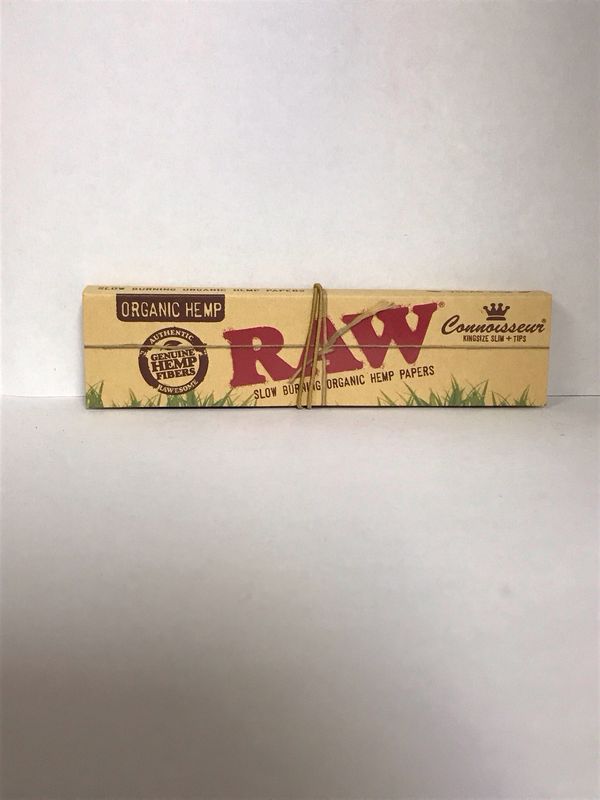 SLOW BURNING ORGANIC HEMP PAPERS
ORGANIC HEMP
AUTHENTIC
GENUINE
HEMP
FIBERS
RAWESOME
RAW®
SLOW BURNING ORGANIC HEMP PAPERS
Connoisseur®
KINGSIZE SLIM + TIPS